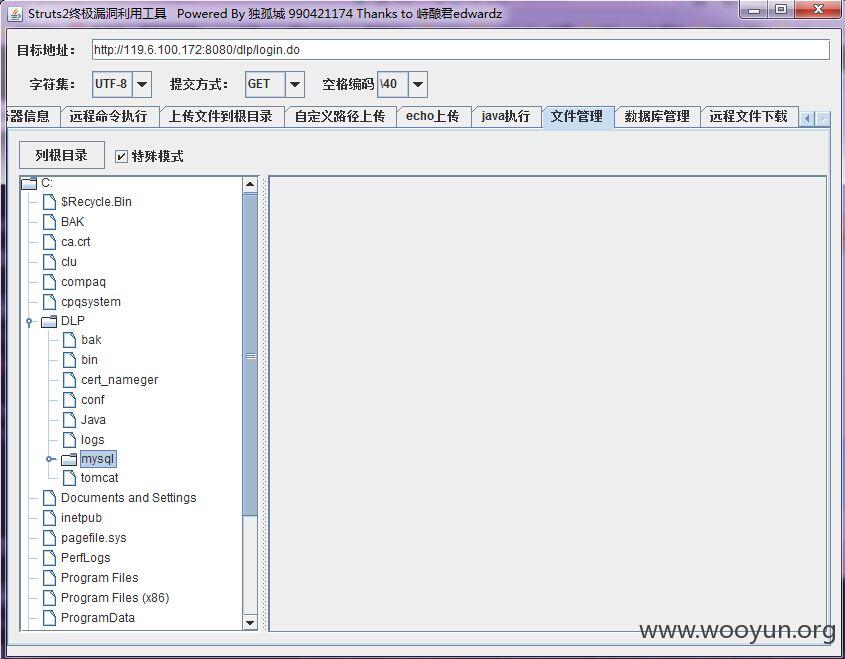 Struts2终极漏洞利用工具 Powered By 独孤城 990421174 Thanks to 峙酿君edwardz
目标地址: http://119.6.100.172:8080/dlp/login.do
字符集: UTF-8 提交方式: GET 空格编码 \40
器信息 远程命令执行 上传文件到根目录 自定义路径上传 echo上传 java执行 文件管理 数据库管理 远程文件下载
列根目录 特殊模式
C:
$Recycle.Bin
BAK
ca.crt
clu
compaq
cpqsystem
DLP
bak
bin
cert_nameger
conf
Java
logs
mysql
tomcat
Documents and Settings
inetpub
pagefile.sys
PerfLogs
Program Files
Program Files (x86)
ProgramData
www.wooyun.org